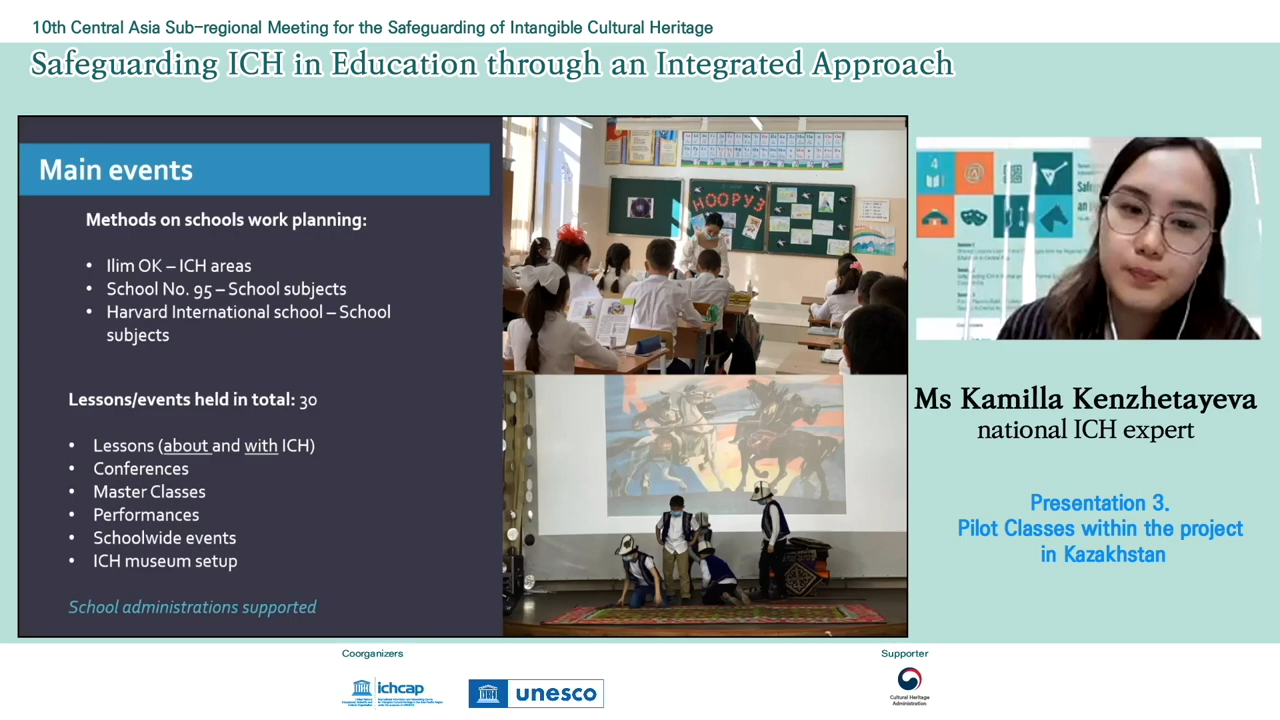 10th Central Asia Sub-regional Meeting for the Safeguarding of Intangible Cultural Heritage
Safeguarding ICH in Education through an Integrated Approach
Main events
Methods on schools work planning:
• Ilim OK – ICH areas
• School No. 95 – School subjects
• Harvard International school – School
subjects
Lessons/events held in total: 30
• Lessons (about and with ICH)
• Conferences
• Master Classes
• Performances
• Schoolwide events
• ICH museum setup
School administrations supported
НООРУЗ
4
Ms Kamilla Kenzhetayeva
national ICH expert
Presentation 3.
Pilot Classes within the project
in Kazakhstan
Coorganizers
ichcap
unesco
Supporter
Cultural Heritage
Administration